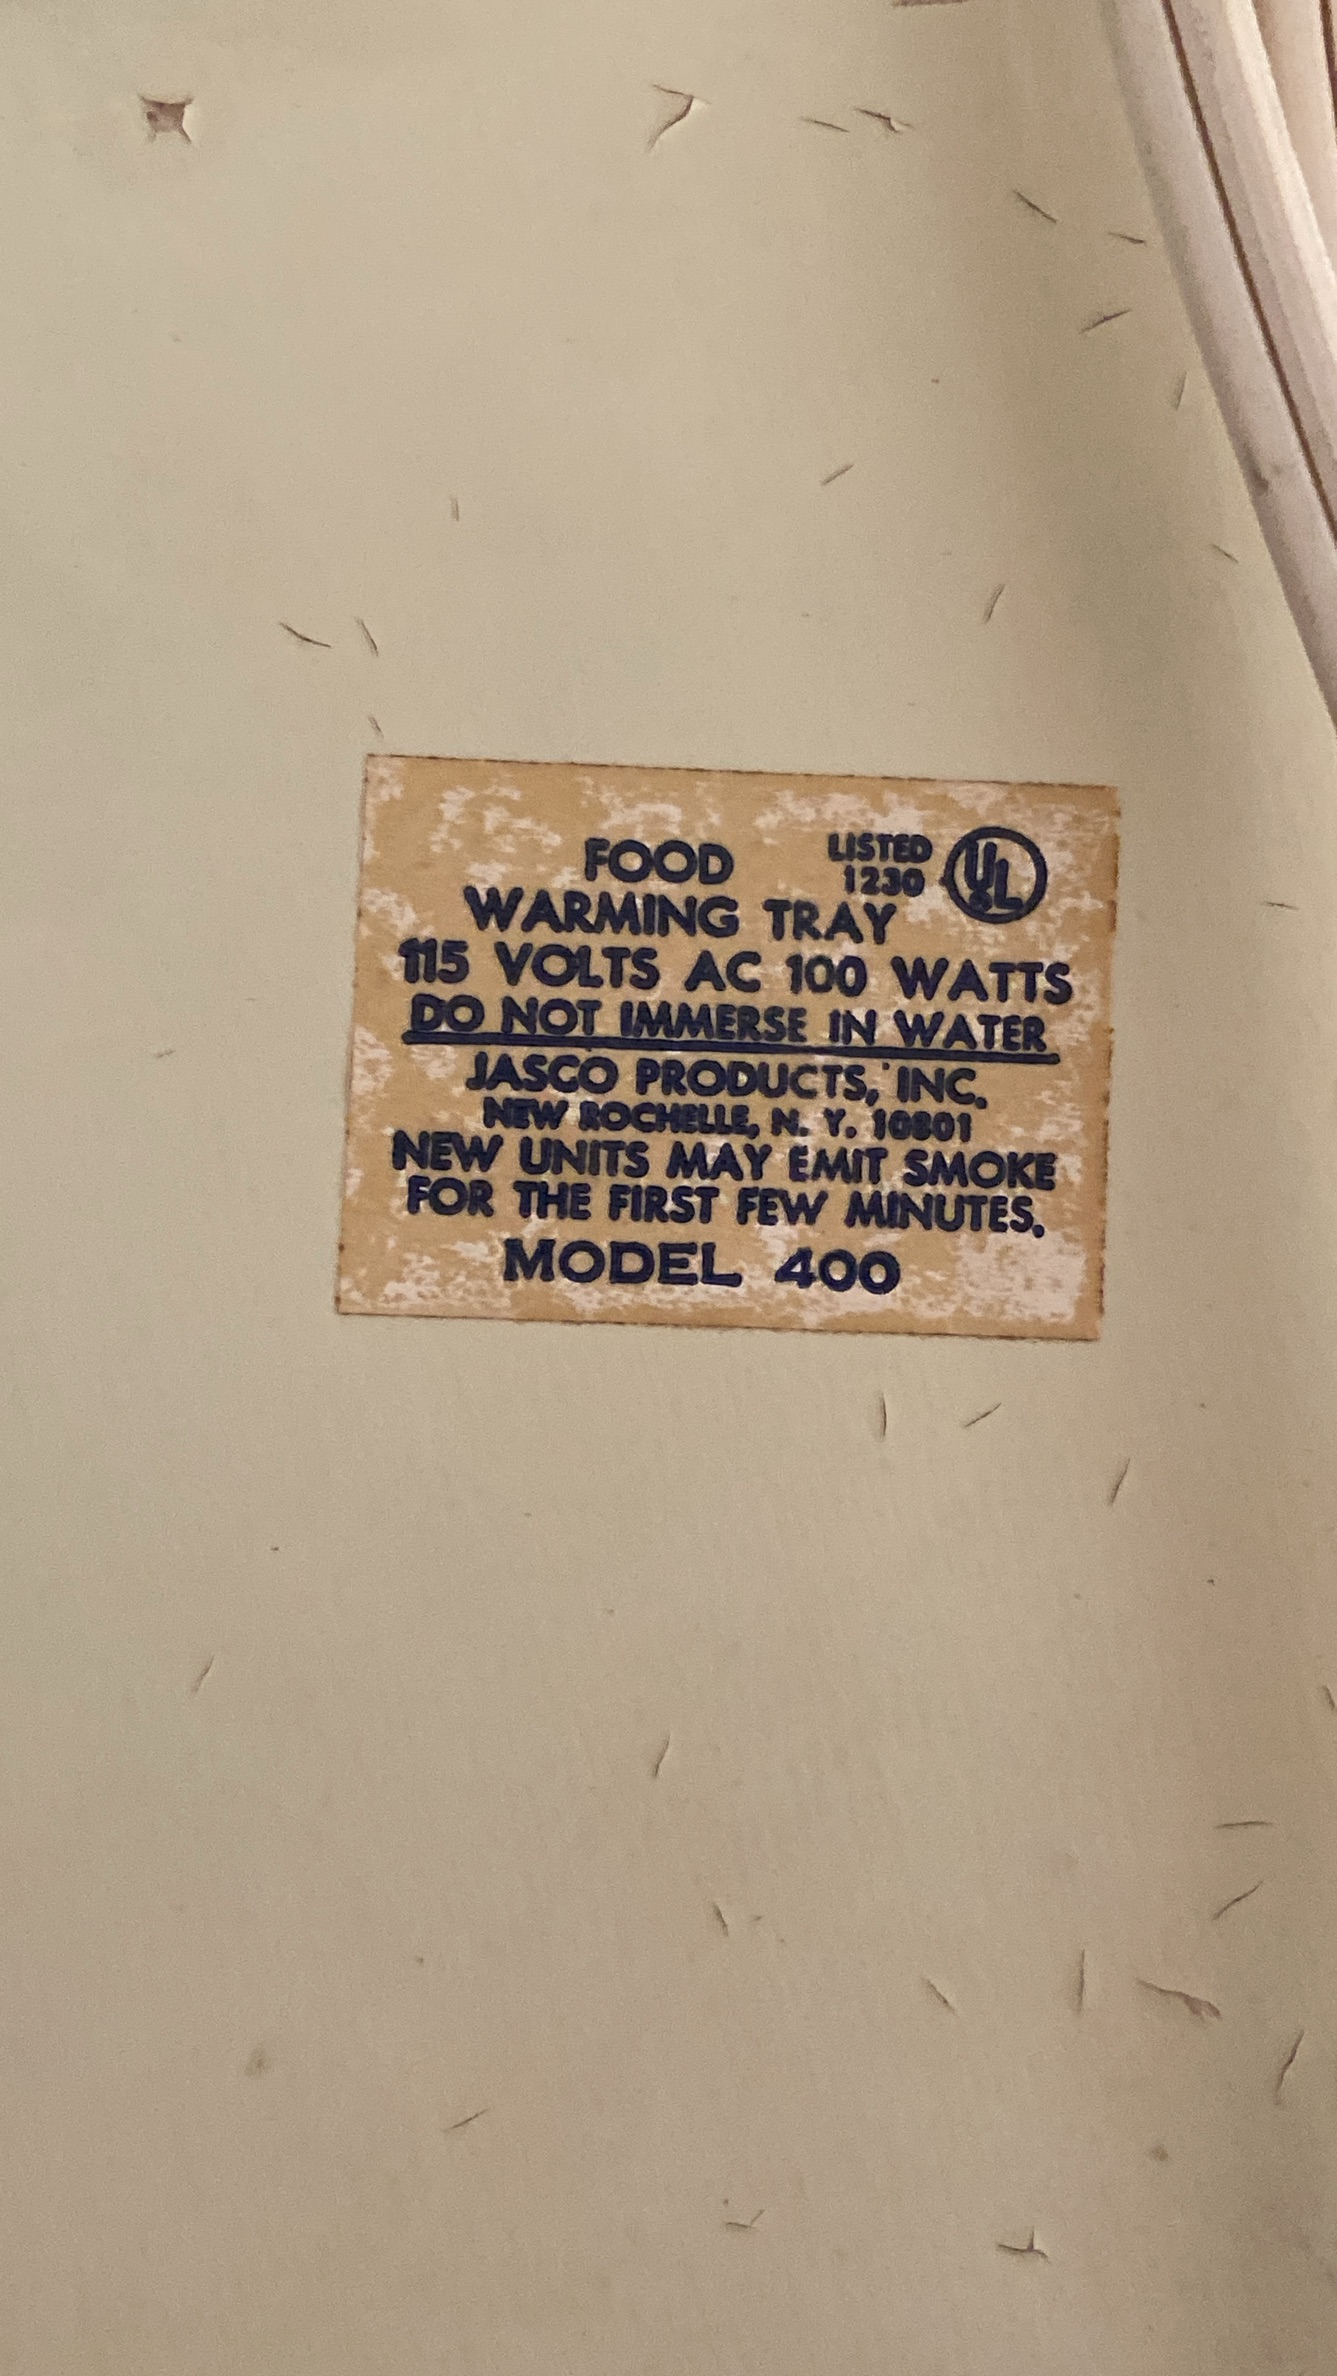 FOOD
LISTED
1230
UL
WARMING TRAY
115 VOLTS AC 100 WATTS
DO NOT IMMERSE IN WATER
JASCO PRODUCTS, INC.
NEW ROCHELLE, N. Y. 10801
NEW UNITS MAY EMIT SMOKE
FOR THE FIRST FEW MINUTES.
MODEL 400